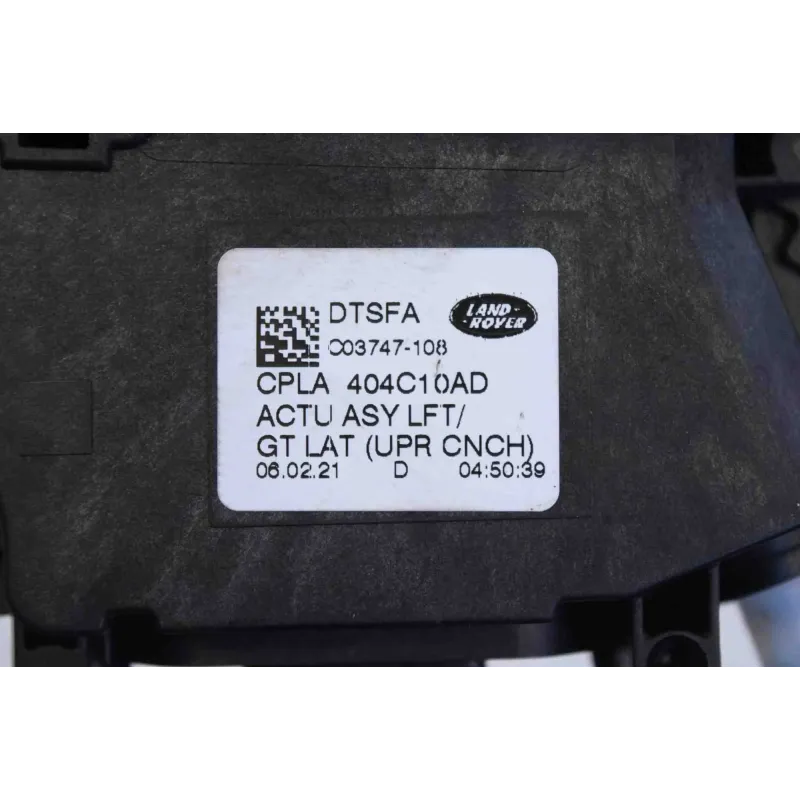 DTSFA
LAND-
-ROVER
C03747-108
CPLA 404C10AD
ACTU ASY LFT/
GT LAT (UPR CNCH)
06.02.21 D 04:50:39